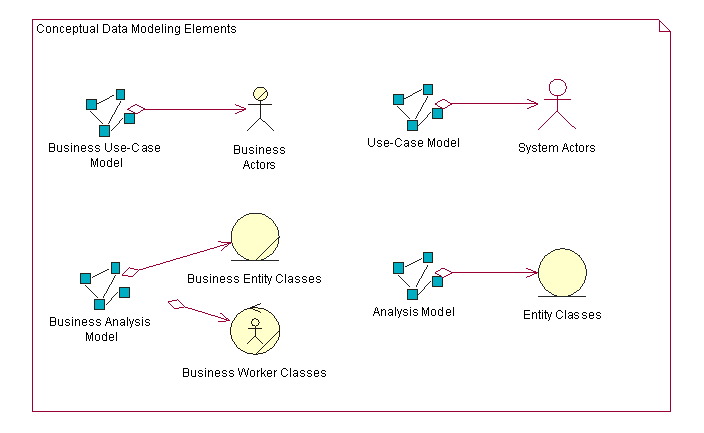 Conceptual Data Modeling Elements
Business Use-Case
Model
Business
Actors
Use-Case Model
System Actors
Business Entity Classes
Business Analysis
Model
Business Worker Classes
Analysis Model
Entity Classes